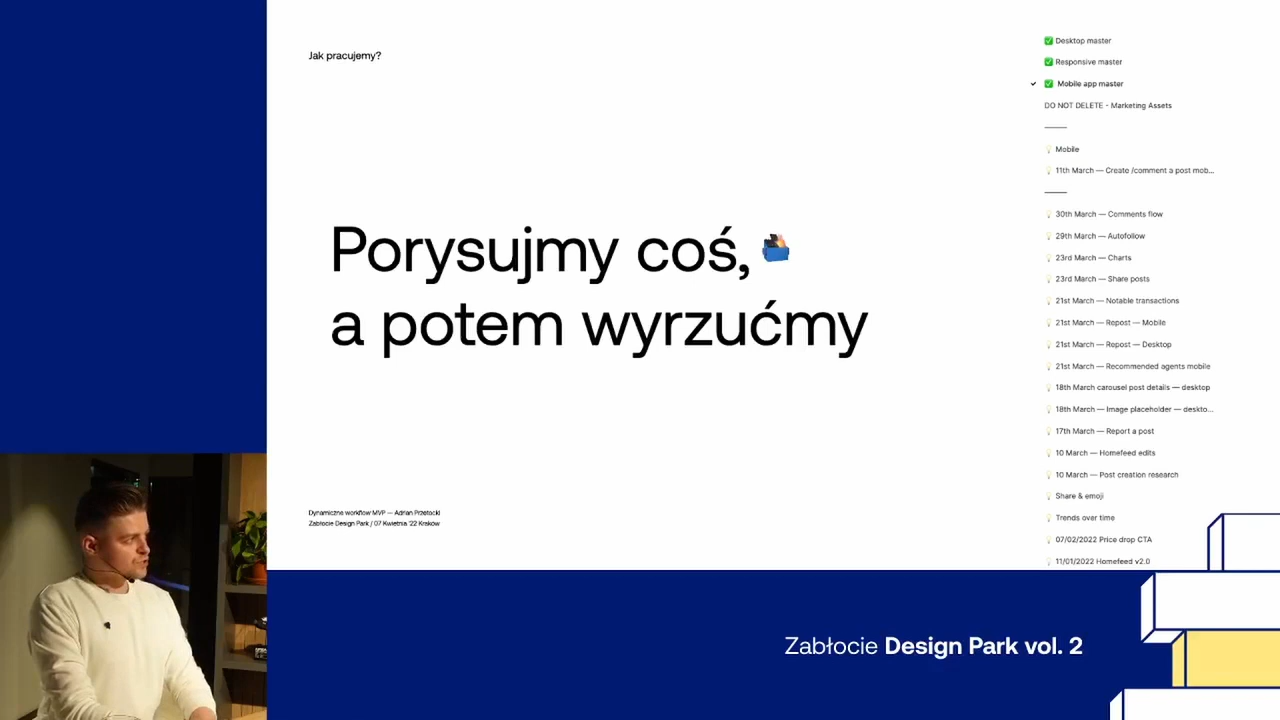 Jak pracujemy?
Porysujmy coś,
a potem wyrzućmy
Dynamiczne workflow MVP — Adrian Przetocki
Zabłocie Design Park / 07 Kwietnia '22 Kraków
Desktop master
Responsive master
Mobile app master
DO NOT DELETE - Marketing Assets
Mobile
11th March — Create /comment a post mob...
30th March — Comments flow
29th March — Autofollow
23rd March — Charts
23rd March — Share posts
21st March — Notable transactions
21st March — Repost — Mobile
21st March — Repost — Desktop
21st March — Recommended agents mobile
18th March carousel post details — desktop
18th March — Image placeholder — deskto...
17th March — Report a post
10 March — Homefeed edits
10 March — Post creation research
Share & emoji
Trends over time
07/02/2022 Price drop CTA
11/01/2022 Homefeed v2.0
Zabłocie Design Park vol. 2